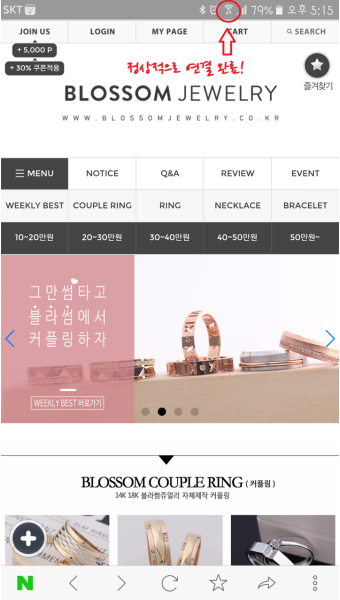 SKT 79% 오후 5:15
JOIN US LOGIN MY PAGE CART SEARCH
+ 5,000 P
+ 30% 쿠폰적용
정상적으로 연결 완료!
즐겨찾기
BLOSSOM JEWELRY
WWW.BLOSSOMJEWELRY.CO.KR
MENU NOTICE Q&A REVIEW EVENT
WEEKLY BEST COUPLE RING RING NECKLACE BRACELET
10~20만원 20~30만원 30~40만원 40~50만원 50만원~
그만썸타고
블라썸에서
커플링하자
WEEKLY BEST 바로가기
BLOSSOM COUPLE RING ( 커플링 )
14K 18K 블라썸쥬얼리 자체제작 커플링
N